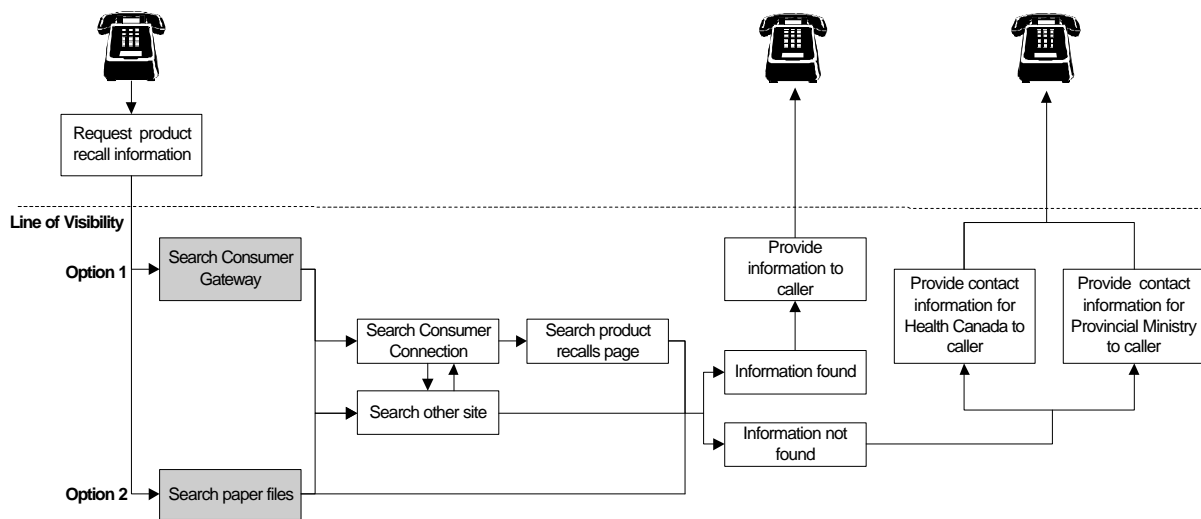 Request product
recall information
Line of Visibility
Option 1
Search Consumer
Gateway
Search Consumer
Connection
Search product
recalls page
Search other site
Option 2
Search paper files
Provide
information to
caller
Information found
Information not
found
Provide contact
information for
Health Canada to
caller
Provide contact
information for
Provincial Ministry
to caller